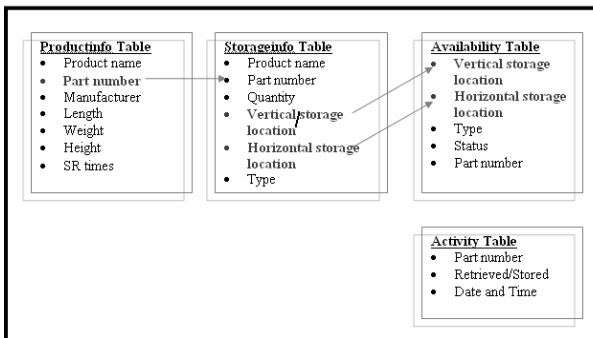 Productinfo Table
• Product name
• Part number
• Manufacturer
• Length
• Weight
• Height
• SR times
Storageinfo Table
• Product name
• Part number
• Quantity
• Vertical storage
location
• Horizontal storage
location
• Type
Availability Table
• Vertical storage
location
• Horizontal storage
location
• Type
• Status
• Part number
Activity Table
• Part number
• Retrieved/Stored
• Date and Time